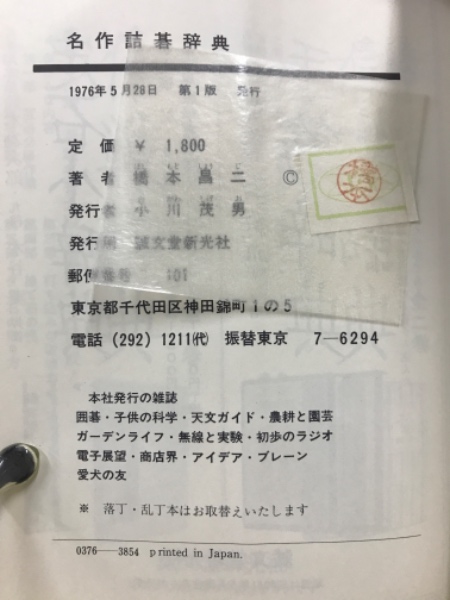 名作詰碁辞典
1976年5月28日 第1版 発行
定価 ¥ 1,800
著者 橋本昌二 ©
発行者 小川茂男
発行所 誠文堂新光社
郵便番号 101
東京都千代田区神田錦町1の5
電話 (292) 1211㈹ 振替東京 7―6294
本社発行の雑誌
囲碁・子供の科学・天文ガイド・農耕と園芸
ガーデンライフ・無線と実験・初歩のラジオ
電子展望・商店界・アイデア・ブレーン
愛犬の友
※ 落丁・乱丁本はお取替えいたします
0376―3854 printed in Japan.